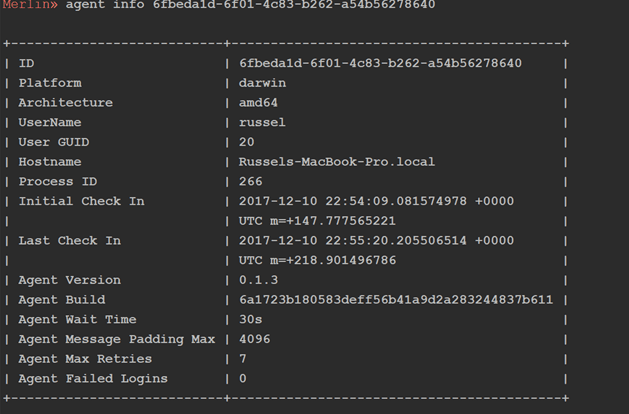 Merlin» agent info 6fbeda1d-6f01-4c83-b262-a54b56278640
+---------------------------+------------------------------------------+
| ID | 6fbeda1d-6f01-4c83-b262-a54b56278640 |
| Platform | darwin |
| Architecture | amd64 |
| UserName | russel |
| User GUID | 20 |
| Hostname | Russels-MacBook-Pro.local |
| Process ID | 266 |
| Initial Check In | 2017-12-10 22:54:09.081574978 +0000 |
| | UTC m=+147.777565221 |
| Last Check In | 2017-12-10 22:55:20.205506514 +0000 |
| | UTC m=+218.901496786 |
| Agent Version | 0.1.3 |
| Agent Build | 6a1723b180583deff56b41a9d2a283244837b611 |
| Agent Wait Time | 30s |
| Agent Message Padding Max | 4096 |
| Agent Max Retries | 7 |
| Agent Failed Logins | 0 |
+---------------------------+------------------------------------------+